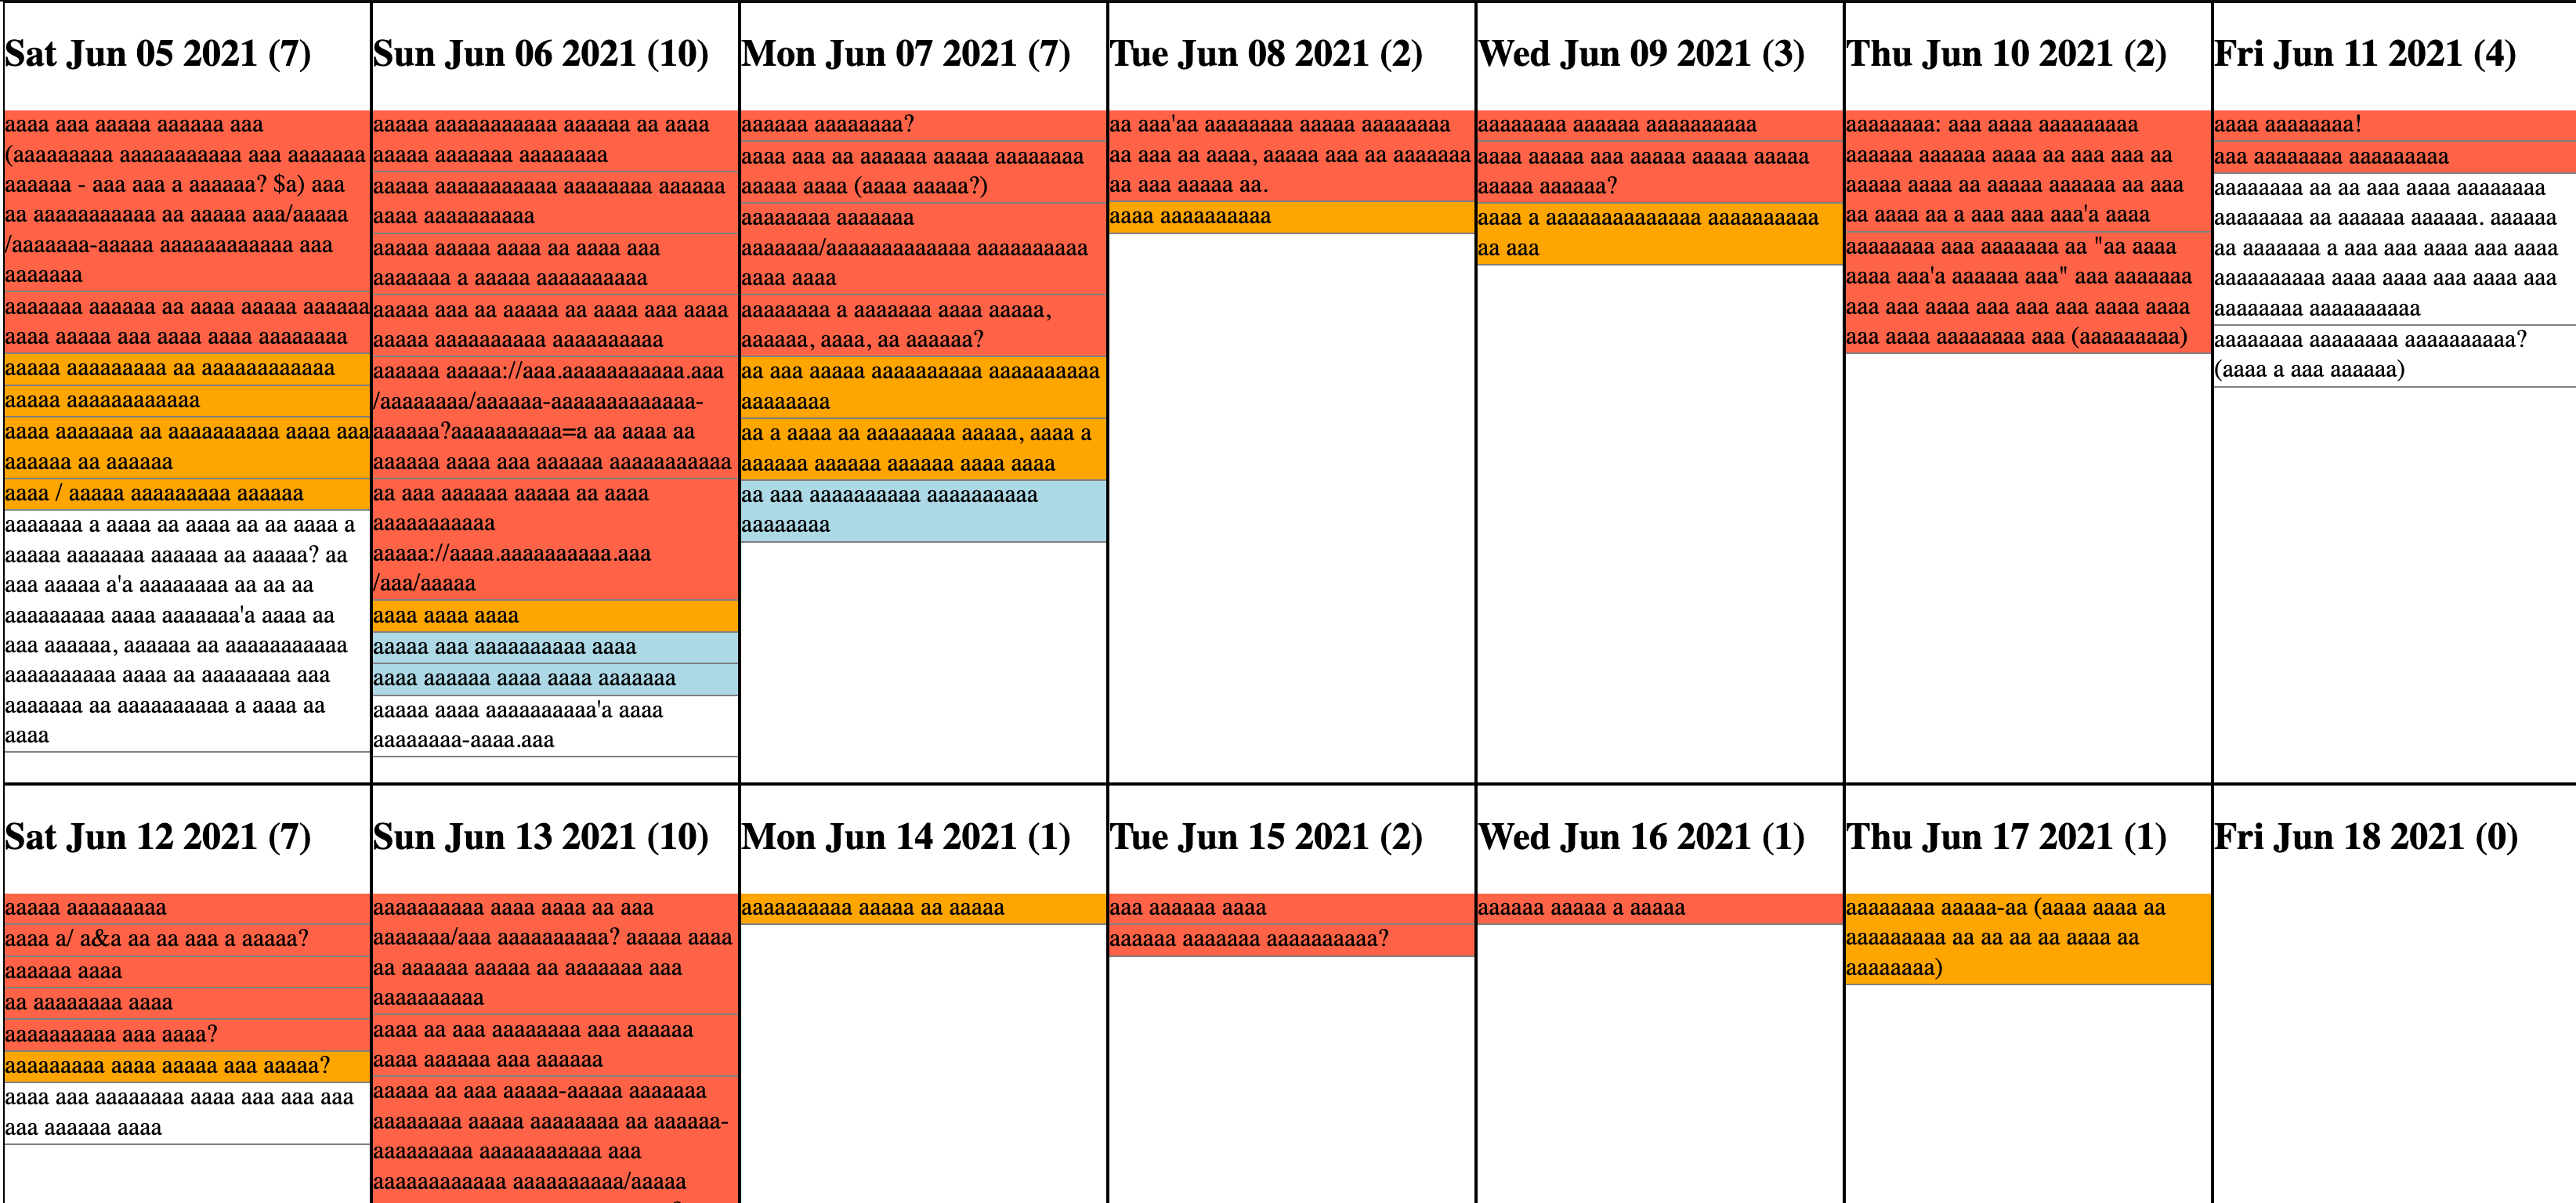 Sat Jun 05 2021 (7)
aaaa aaa aaaaa aaaaaa aaa
(aaaaaaaaa aaaaaaaaaaa aaa aaaaaaa
aaaaaa - aaa aaa a aaaaaa? $a) aaa
aa aaaaaaaaaaa aa aaaaa aaa/aaaaa
/aaaaaaa-aaaaa aaaaaaaaaaaa aaa
aaaaaaa
aaaaaaa aaaaaa aa aaaa aaaaa aaaaaa
aaaa aaaaa aaa aaaa aaaa aaaaaaaa
aaaaa aaaaaaaaa aa aaaaaaaaaaaa
aaaaa aaaaaaaaaaaa
aaaa aaaaaaa aa aaaaaaaaaa aaaa aaa
aaaaaa aa aaaaaa
aaaa / aaaaa aaaaaaaaa aaaaaa
aaaaaaa a aaaa aa aaaa aa aa aaaa a
aaaaa aaaaaaa aaaaaa aa aaaaa? aa
aaa aaaaa a'a aaaaaaaa aa aa aa
aaaaaaaaa aaaa aaaaaaa'a aaaa aa
aaa aaaaaa, aaaaaa aa aaaaaaaaaaa
aaaaaaaaaa aaaa aa aaaaaaaa aaa
aaaaaaa aa aaaaaaaaaa a aaaa aa
aaaa
Sun Jun 06 2021 (10)
aaaaa aaaaaaaaaaa aaaaaa aa aaaa
aaaaa aaaaaaa aaaaaaaa
aaaaa aaaaaaaaaaa aaaaaaaa aaaaaa
aaaa aaaaaaaaaa
aaaaa aaaaa aaaa aa aaaa aaa
aaaaaaa a aaaaa aaaaaaaaaa
aaaaa aaa aa aaaaa aa aaaa aaa aaaa
aaaaa aaaaaaaaaa aaaaaaaaaa
aaaaaa aaaaa://aaa.aaaaaaaaaaa.aaa
/aaaaaaaa/aaaaaa-aaaaaaaaaaaaa-
aaaaaa?aaaaaaaaaa=a aa aaaa aa
aaaaaa aaaa aaa aaaaaa aaaaaaaaaaa
aa aaa aaaaaa aaaaa aa aaaa
aaaaaaaaaaa
aaaaa://aaaa.aaaaaaaaaa.aaa
/aaa/aaaaa
aaaa aaaa aaaa
aaaaa aaa aaaaaaaaaa aaaa
aaaa aaaaaa aaaa aaaa aaaaaaa
aaaaa aaaa aaaaaaaaaa'a aaaa
aaaaaaaa-aaaa.aaa
Mon Jun 07 2021 (7)
aaaaaa aaaaaaaa?
aaaa aaa aa aaaaaa aaaaa aaaaaaaa
aaaaa aaaa (aaaa aaaaa?)
aaaaaaaa aaaaaaa
aaaaaaa/aaaaaaaaaaaaa aaaaaaaaaa
aaaa aaaa
aaaaaaaa a aaaaaaa aaaa aaaaa,
aaaaaa, aaaa, aa aaaaaa?
aa aaa aaaaa aaaaaaaaaa aaaaaaaaaa
aaaaaaaa
aa a aaaa aa aaaaaaaa aaaaa, aaaa a
aaaaaa aaaaaa aaaaaa aaaa aaaa
aa aaa aaaaaaaaaa aaaaaaaaaa
aaaaaaaa
Tue Jun 08 2021 (2)
aa aaa'aa aaaaaaaa aaaaa aaaaaaaa
aa aaa aa aaaa, aaaaa aaa aa aaaaaaa
aa aaa aaaaa aa.
aaaa aaaaaaaaaa
Wed Jun 09 2021 (3)
aaaaaaaa aaaaaa aaaaaaaaaa
aaaa aaaaa aaa aaaaa aaaaa aaaaa
aaaaa aaaaaa?
aaaa a aaaaaaaaaaaaaa aaaaaaaaaa
aa aaa
Thu Jun 10 2021 (2)
aaaaaaaa: aaa aaaa aaaaaaaaa
aaaaaa aaaaaa aaaa aa aaa aaa aa
aaaaa aaaa aa aaaaa aaaaaa aa aaa
aa aaaa aa a aaa aaa aaa'a aaaa
aaaaaaaa aaa aaaaaaa aa "aa aaaa
aaaa aaa'a aaaaaa aaa" aaa aaaaaaa
aaa aaa aaaa aaa aaa aaa aaaa aaaa
aaa aaaa aaaaaaaa aaa (aaaaaaaaa)
Fri Jun 11 2021 (4)
aaaa aaaaaaaa!
aaa aaaaaaaa aaaaaaaaa
aaaaaaaa aa aa aaa aaaa aaaaaaaa
aaaaaaaa aa aaaaaa aaaaaa. aaaaaa
aa aaaaaaa a aaa aaa aaaa aaa aaaa
aaaaaaaaaa aaaa aaaa aaa aaaa aaa
aaaaaaaa aaaaaaaaaa
aaaaaaaa aaaaaaaa aaaaaaaaaa?
(aaaa a aaa aaaaaa)
Sat Jun 12 2021 (7)
aaaaa aaaaaaaaa
aaaa a/ a&a aa aa aaa a aaaaa?
aaaaaa aaaa
aa aaaaaaaa aaaa
aaaaaaaaaa aaa aaaa?
aaaaaaaaa aaaa aaaaa aaa aaaaa?
aaaa aaa aaaaaaaa aaaa aaa aaa aaa
aaa aaaaaa aaaa
Sun Jun 13 2021 (10)
aaaaaaaaaa aaaa aaaa aa aaa
aaaaaaa/aaa aaaaaaaaaa? aaaaa aaaa
aa aaaaaa aaaaa aa aaaaaaa aaa
aaaaaaaaaa
aaaa aa aaa aaaaaaaa aaa aaaaaa
aaaa aaaaaa aaa aaaaaa
aaaaa aa aaa aaaaa-aaaaa aaaaaaa
aaaaaaaa aaaaa aaaaaaaa aa aaaaaa-
aaaaaaaaa aaaaaaaaaaa aaa
aaaaaaaaaaaa aaaaaaaaaa/aaaaa
Mon Jun 14 2021 (1)
aaaaaaaaaa aaaaa aa aaaaa
Tue Jun 15 2021 (2)
aaa aaaaaa aaaa
aaaaaa aaaaaaa aaaaaaaaaa?
Wed Jun 16 2021 (1)
aaaaaa aaaaa a aaaaa
Thu Jun 17 2021 (1)
aaaaaaaa aaaaa-aa (aaaa aaaa aa
aaaaaaaaa aa aa aa aa aaaa aa
aaaaaaaa)
Fri Jun 18 2021 (0)